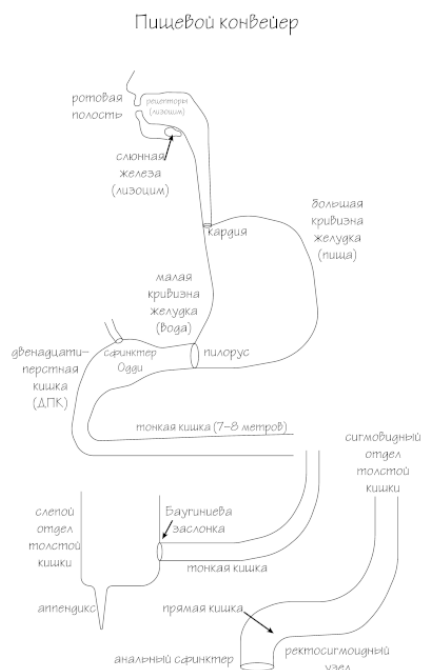 Пищевой конвейер
ротовая
полость
рецепторы
(лизоцим)
слюнная
железа
(лизоцим)
кардия
большая
кривизна
желудка
(пища)
малая
кривизна
желудка
(вода)
двенадцати-
перстная
кишка
(ДПК)
сфинктер
Одди
пилорус
тонкая кишка (7–8 метров)
сигмовидный
отдел
толстой
кишки
слепой
отдел
толстой
кишки
Баугиниева
заслонка
тонкая кишка
аппендикс
прямая кишка
анальный сфинктер
ректосигмоидный
узел